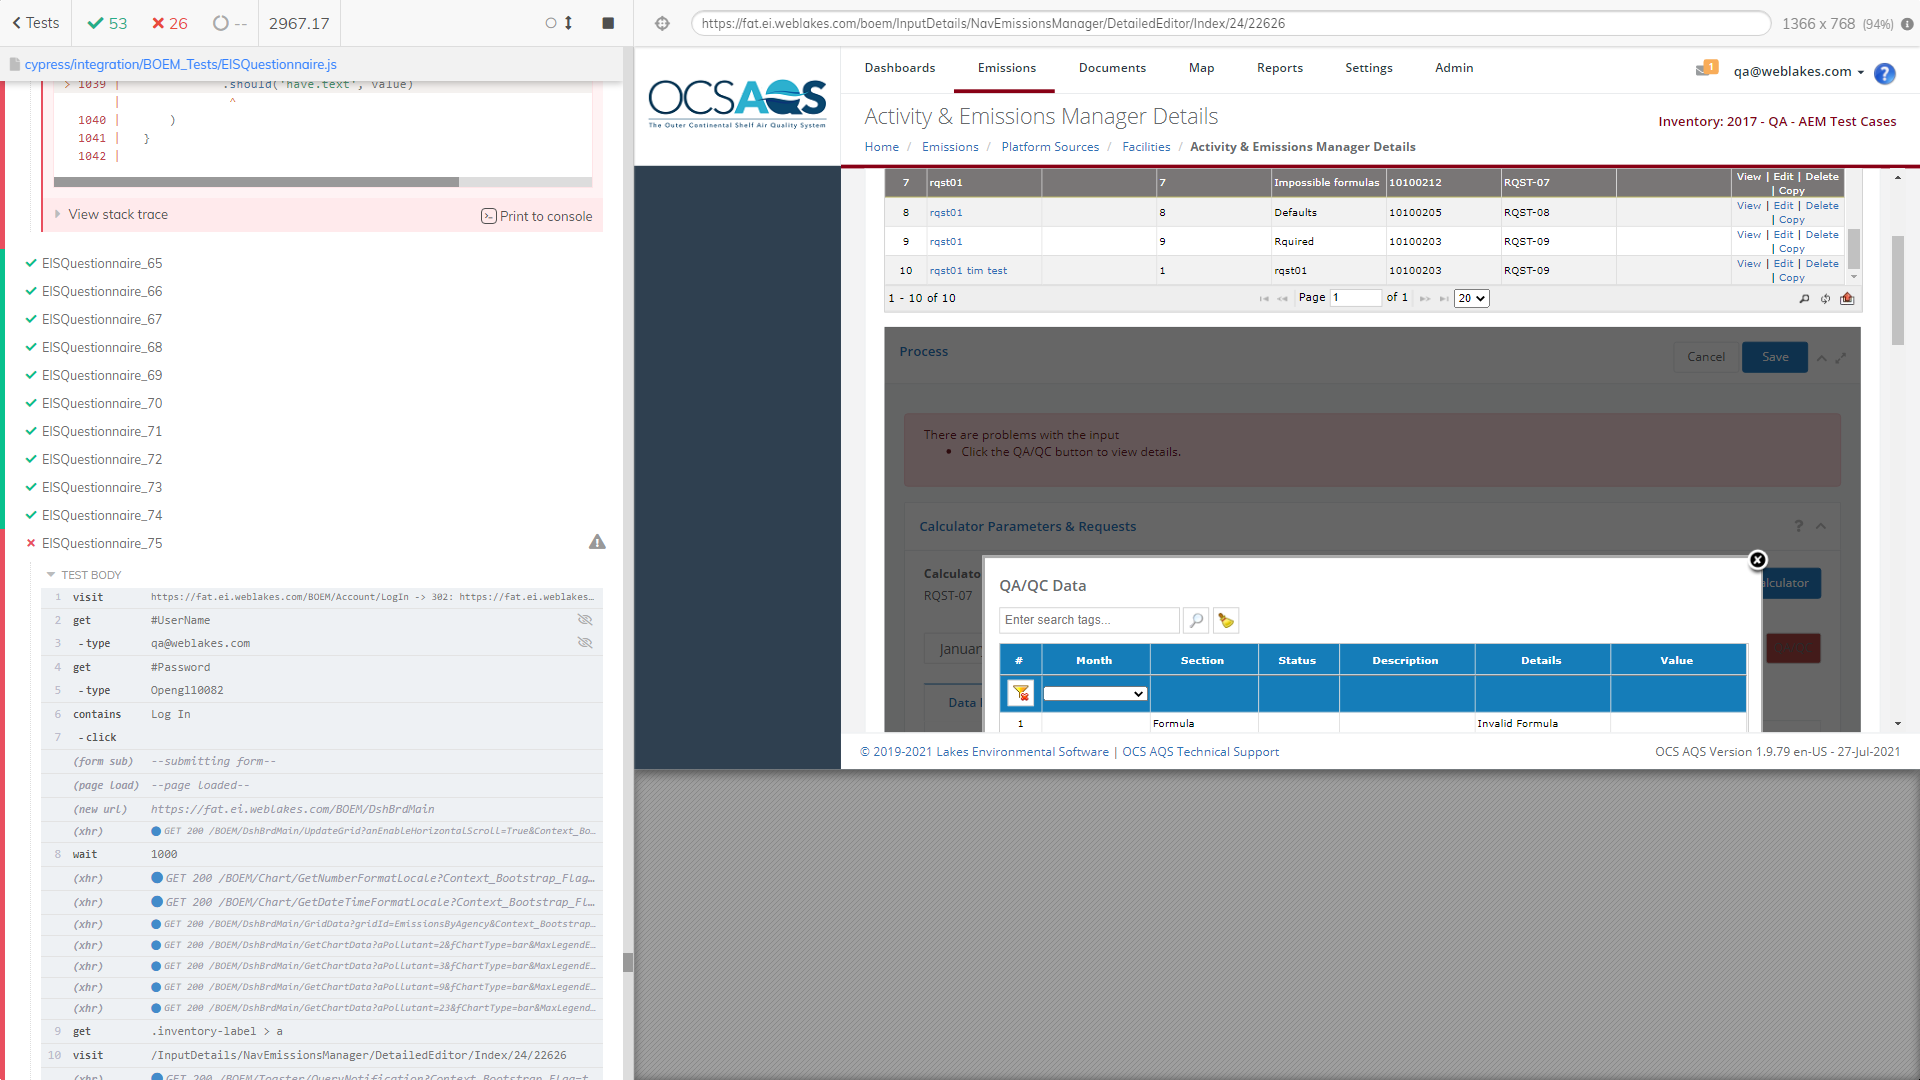 Tests
53
26
--
2967.17
cypress/integration/BOEM_Tests/EISQuestionnaire.js
> 1039 | .should('have.text', value)
| ^
1040 | )
1041 | }
1042 |
View stack trace
Print to console
EISQuestionnaire_65
EISQuestionnaire_66
EISQuestionnaire_67
EISQuestionnaire_68
EISQuestionnaire_69
EISQuestionnaire_70
EISQuestionnaire_71
EISQuestionnaire_72
EISQuestionnaire_73
EISQuestionnaire_74
EISQuestionnaire_75
TEST BODY
1 visit https://fat.ei.weblakes.com/BOEM/Account/LogIn -> 302: https://fat.ei.weblakes…
2 get #UserName
3 -type qa@weblakes.com
4 get #Password
5 -type Opengl10082
6 contains Log In
7 -click
(form sub) --submitting form--
(page load) --page loaded--
(new url) https://fat.ei.weblakes.com/BOEM/DshBrdMain
(xhr) GET 200 /BOEM/DshBrdMain/UpdateGrid?anEnableHorizontalScroll=True&Context_Bo…
8 wait 1000
(xhr) GET 200 /BOEM/Chart/GetNumberFormatLocale?Context_Bootstrap_Flag…
(xhr) GET 200 /BOEM/Chart/GetDateTimeFormatLocale?Context_Bootstrap_Fl…
(xhr) GET 200 /BOEM/DshBrdMain/GridData?gridId=EmissionsByAgency&Context_Bootstrap…
(xhr) GET 200 /BOEM/DshBrdMain/GetChartData?aPollutant=2&fChartType=bar&MaxLegendE…
(xhr) GET 200 /BOEM/DshBrdMain/GetChartData?aPollutant=3&fChartType=bar&MaxLegendE…
(xhr) GET 200 /BOEM/DshBrdMain/GetChartData?aPollutant=9&fChartType=bar&MaxLegendE…
(xhr) GET 200 /BOEM/DshBrdMain/GetChartData?aPollutant=23&fChartType=bar&MaxLegend…
9 get .inventory-label > a
10 visit /InputDetails/NavEmissionsManager/DetailedEditor/Index/24/22626
(xhr) GET 200 /BOEM/Toaster/QueryNotification?Context_Bootstrap_Flag=t…
https://fat.ei.weblakes.com/boem/InputDetails/NavEmissionsManager/DetailedEditor/Index/24/22626
1366 x 768 (94%)
OCSAQS
The Outer Continental Shelf Air Quality System
Dashboards Emissions Documents Map Reports Settings Admin
1
qa@weblakes.com
?
Activity & Emissions Manager Details
Inventory: 2017 - QA - AEM Test Cases
Home / Emissions / Platform Sources / Facilities / Activity & Emissions Manager Details
7 rqst01 7 Impossible formulas 10100212 RQST-07 View | Edit | Delete | Copy
8 rqst01 8 Defaults 10100205 RQST-08 View | Edit | Delete | Copy
9 rqst01 9 Rquired 10100203 RQST-09 View | Edit | Delete | Copy
10 rqst01 tim test 1 rqst01 10100203 RQST-09 View | Edit | Delete | Copy
1 - 10 of 10
Page 1 of 1 20
Process
Cancel Save
There are problems with the input
• Click the QA/QC button to view details.
Calculator Parameters & Requests
?
Calculato
RQST-07
lculator
Januar
Data
QA/QC Data
Enter search tags...
# Month Section Status Description Details Value
1 Formula Invalid Formula
© 2019-2021 Lakes Environmental Software | OCS AQS Technical Support
OCS AQS Version 1.9.79 en-US - 27-Jul-2021